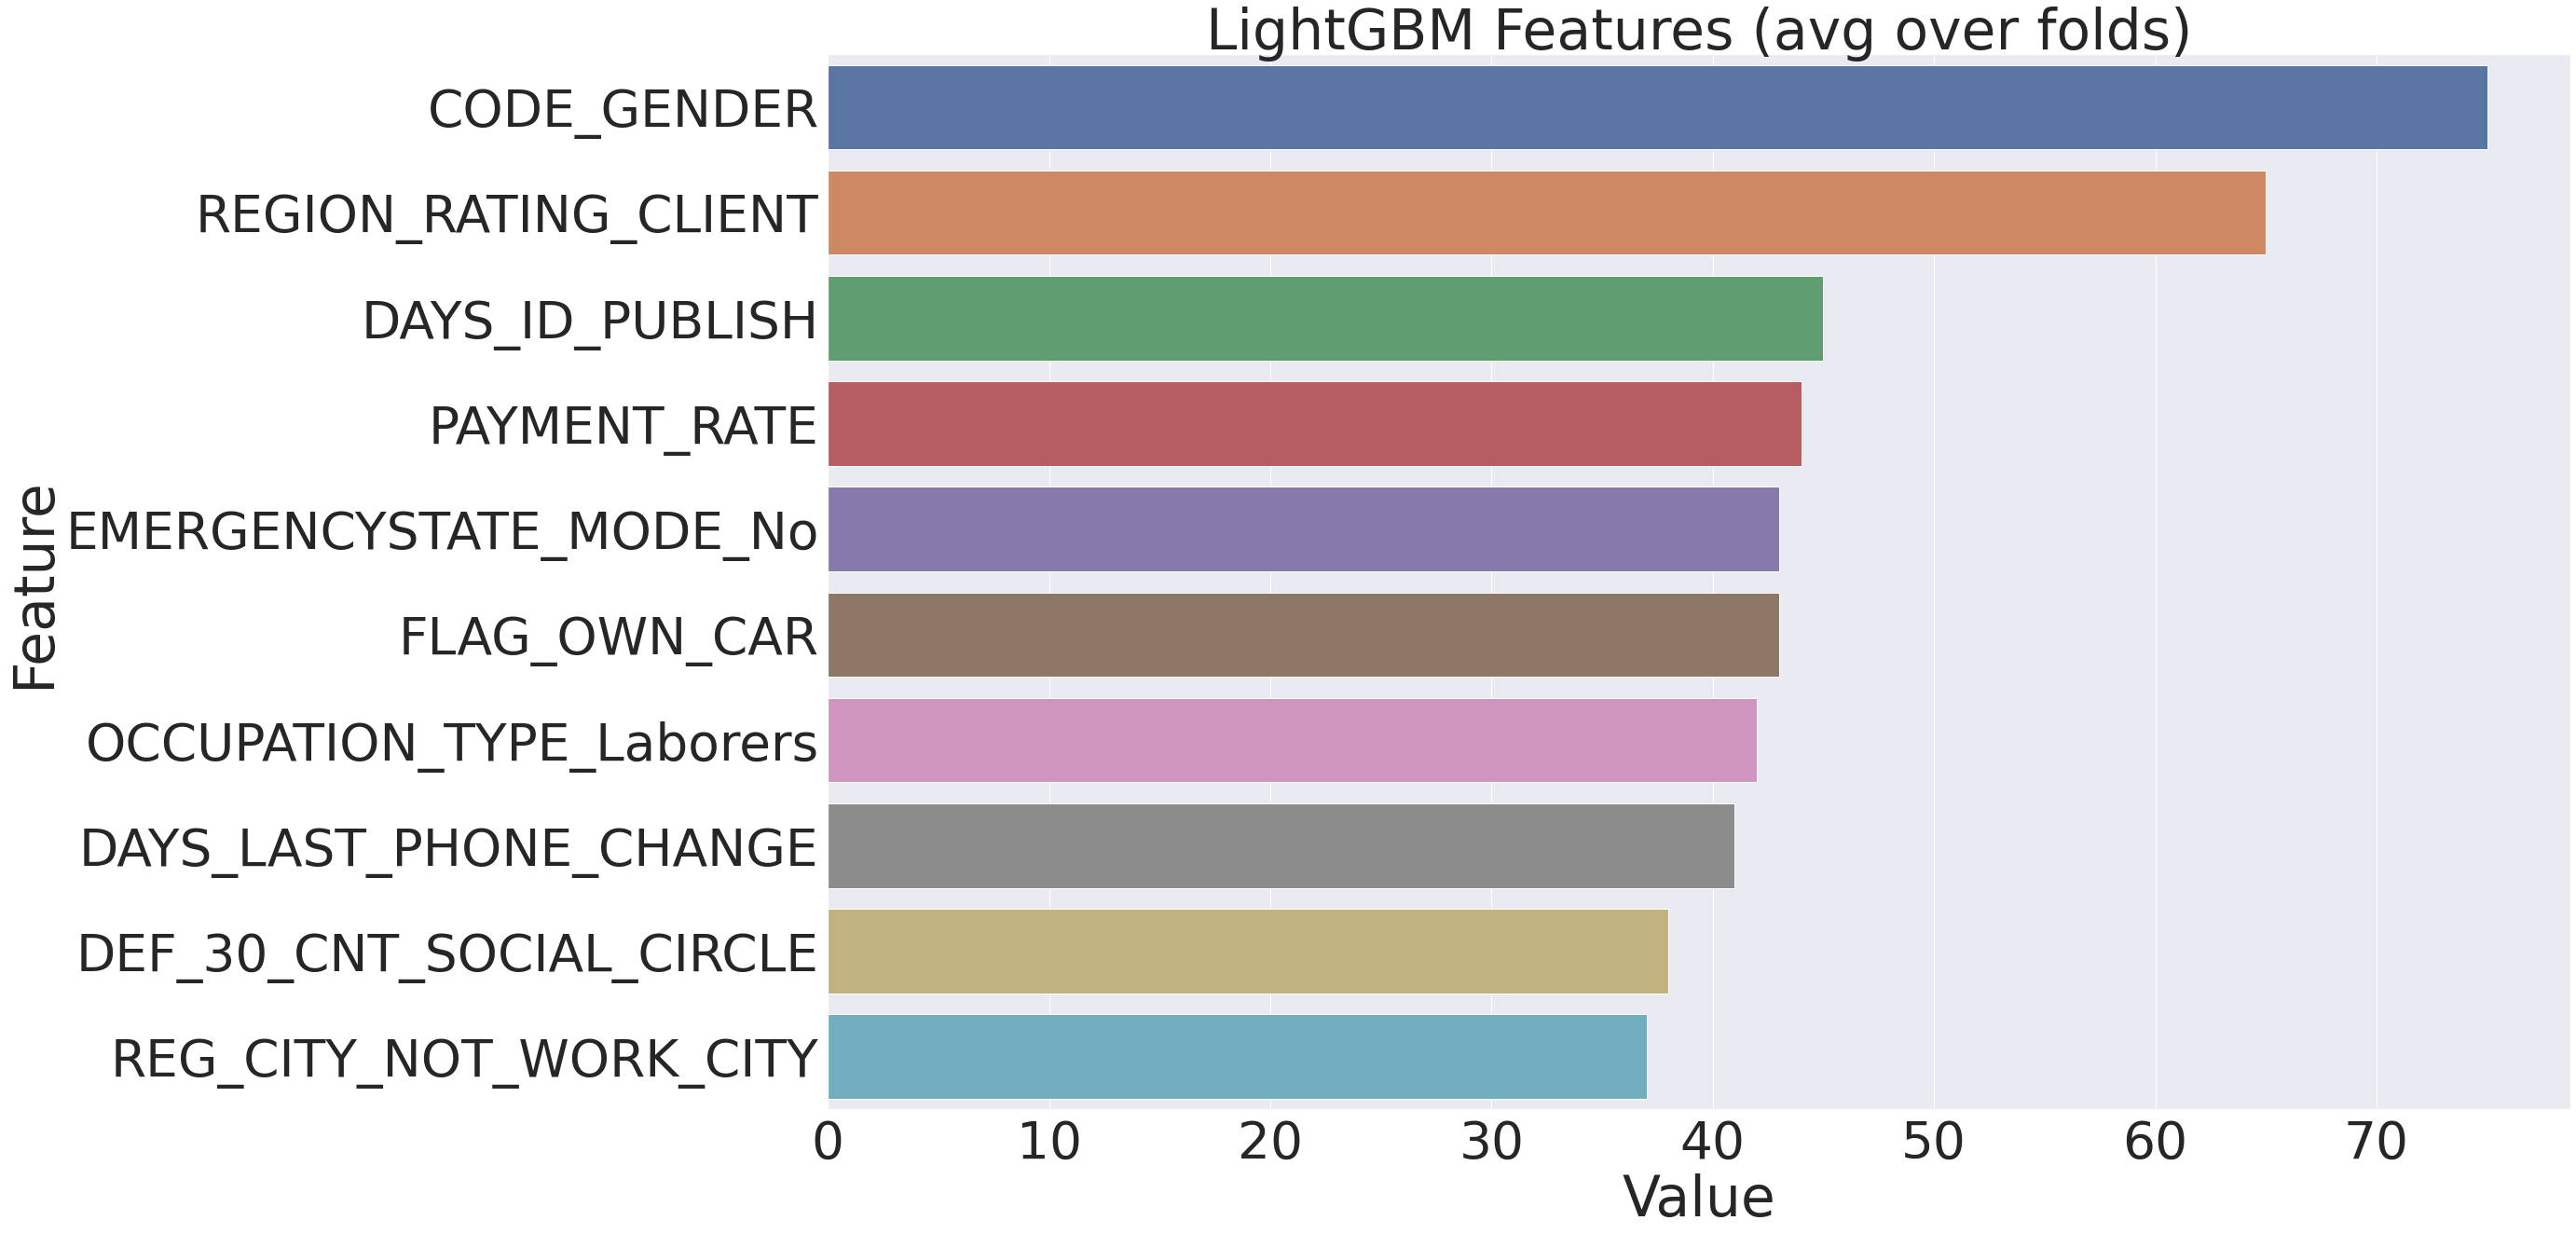 LightGBM Features (avg over folds)
CODE_GENDER
REGION_RATING_CLIENT
DAYS_ID_PUBLISH
PAYMENT_RATE
EMERGENCYSTATE_MODE_No
FLAG_OWN_CAR
OCCUPATION_TYPE_Laborers
DAYS_LAST_PHONE_CHANGE
DEF_30_CNT_SOCIAL_CIRCLE
REG_CITY_NOT_WORK_CITY
Feature
0 10 20 30 40 50 60 70
Value